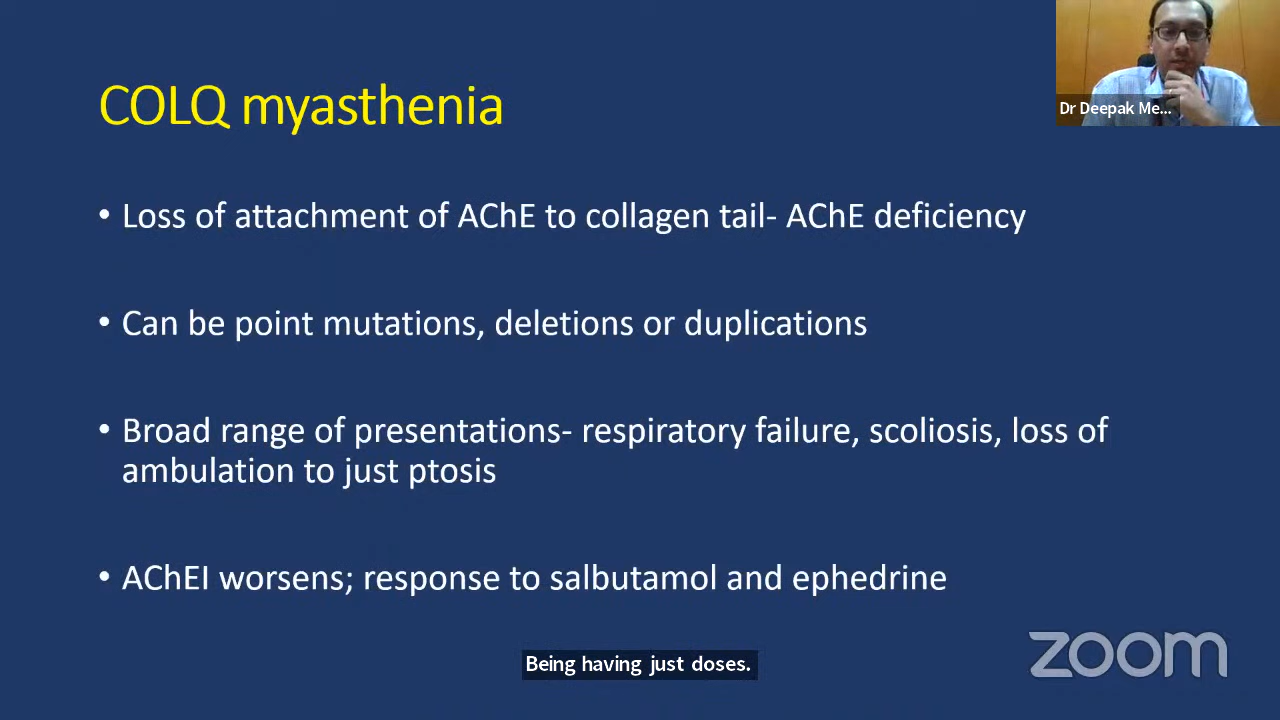 COLQ myasthenia
Dr Deepak Me...
• Loss of attachment of AChE to collagen tail- AChE deficiency
• Can be point mutations, deletions or duplications
• Broad range of presentations- respiratory failure, scoliosis, loss of
ambulation to just ptosis
• AChEI worsens; response to salbutamol and ephedrine
Being having just doses.
zoom